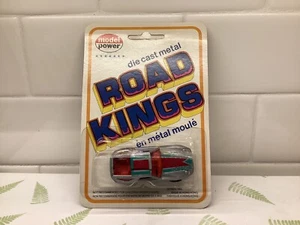 model
power
die cast metal
ROAD
KINGS
en métal moulé